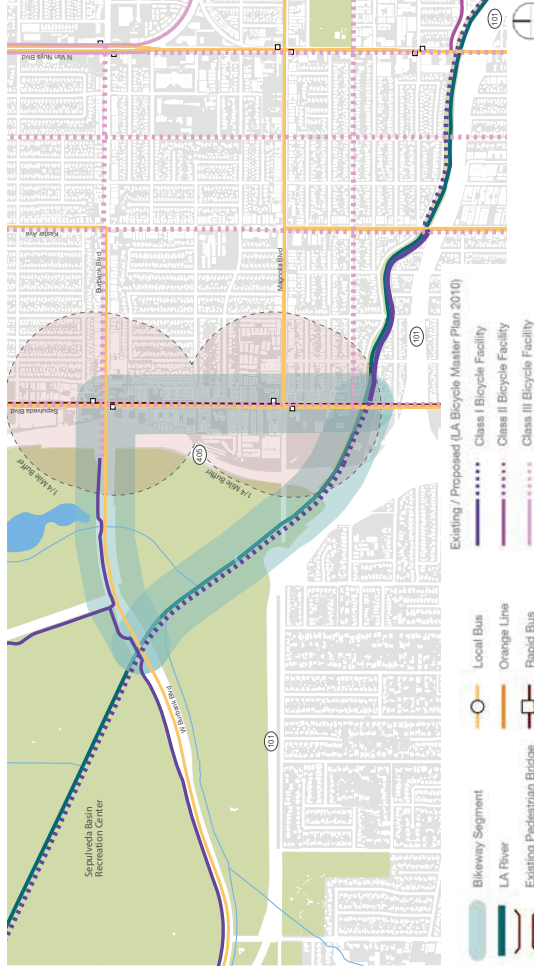 N Van Nuys Blvd
101
Kester Ave
Burbank Blvd
Magnolia Blvd
101
Sepulveda Blvd
1/4 Mile Buffer
405
1/4 Mile Buffer
W Burbank Blvd
101
Sepulveda Basin
Recreation Center
Existing / Proposed (LA Bicycle Master Plan 2010)
Bikeway Segment
Local Bus
Class I Bicycle Facility
LA River
Orange Line
Class II Bicycle Facility
Existing Pedestrian Bridge
Rapid Bus
Class III Bicycle Facility